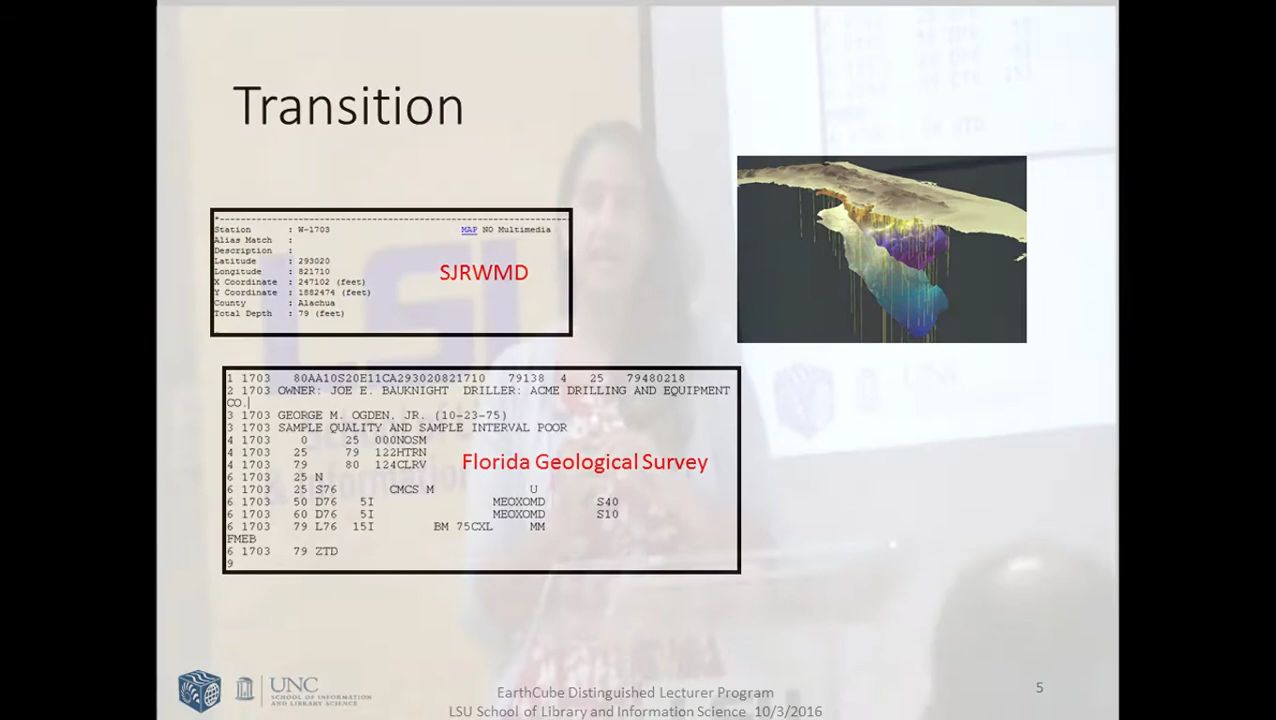 Transition
*-----------------------------------------------------------
Station : W-1703 MAP NO Multimedia
Alias Match :
Description :
Latitude : 293020
Longitude : 821710
X Coordinate : 247102 (feet)
Y Coordinate : 1882474 (feet)
County : Alachua
Total Depth : 79 (feet)
SJRWMD
1 1703 80AA10S20E11CA293020821710 79138 4 25 79480218
2 1703 OWNER: JOE E. BAUKNIGHT DRILLER: ACME DRILLING AND EQUIPMENT
CO.
3 1703 GEORGE M. OGDEN, JR. (10-23-75)
3 1703 SAMPLE QUALITY AND SAMPLE INTERVAL POOR
4 1703 0 25 000NOSM
4 1703 25 79 122HTRN
4 1703 79 80 124CLRV
6 1703 25 N
6 1703 25 S76 CMCS M U
6 1703 50 D76 5I MEOXOMD S40
6 1703 60 D76 5I MEOXOMD S10
6 1703 79 L76 15I BM 75CXL MM
FMEB
6 1703 79 ZTD
9
Florida Geological Survey
LSU
UNC
SCHOOL OF INFORMATION
AND LIBRARY SCIENCE
EarthCube Distinguished Lecturer Program
LSU School of Library and Information Science 10/3/2016
5